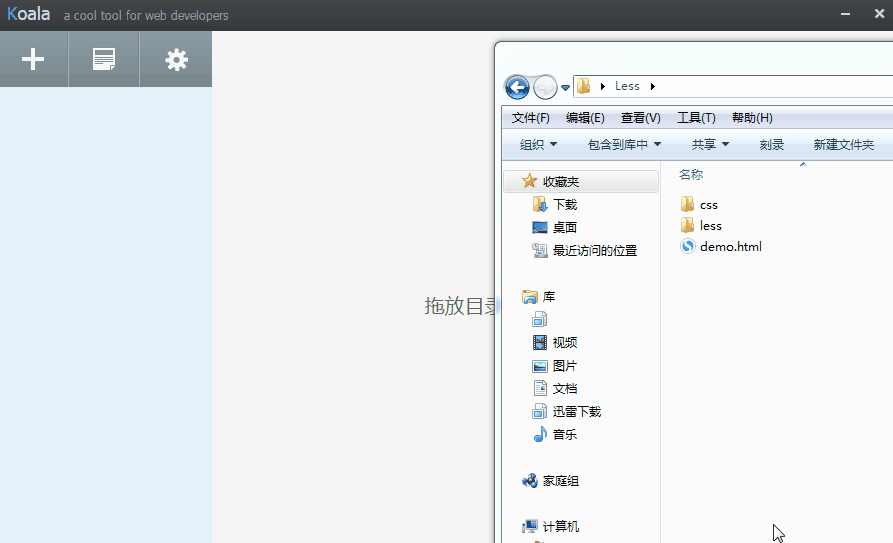 Koala a cool tool for web developers
拖放目录
Less
文件(F) 编辑(E) 查看(V) 工具(T) 帮助(H)
组织 包含到库中 共享 刻录 新建文件夹
收藏夹
下载
桌面
最近访问的位置
库
视频
图片
文档
迅雷下载
音乐
家庭组
计算机
名称
css
less
demo.html